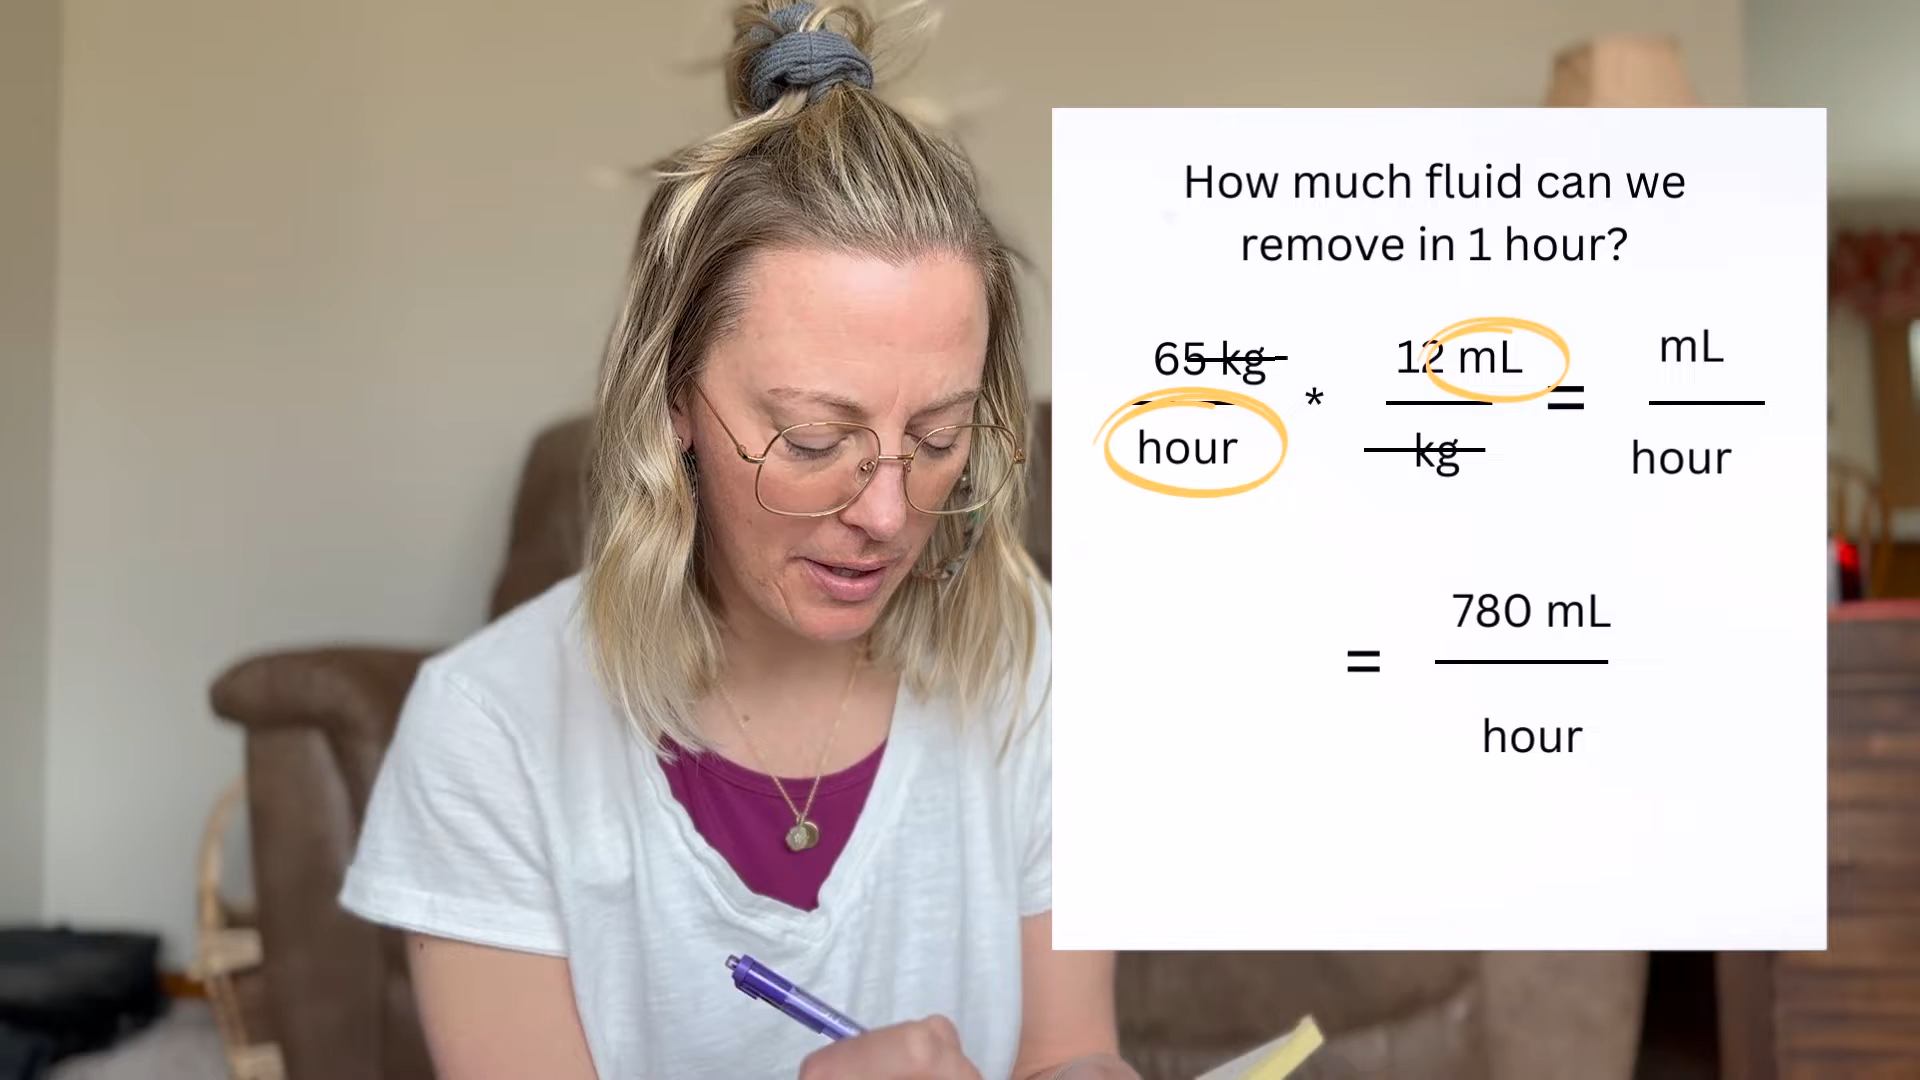 How much fluid can we
remove in 1 hour?
65 kg * 12 mL = mL
hour kg hour
= 780 mL
hour